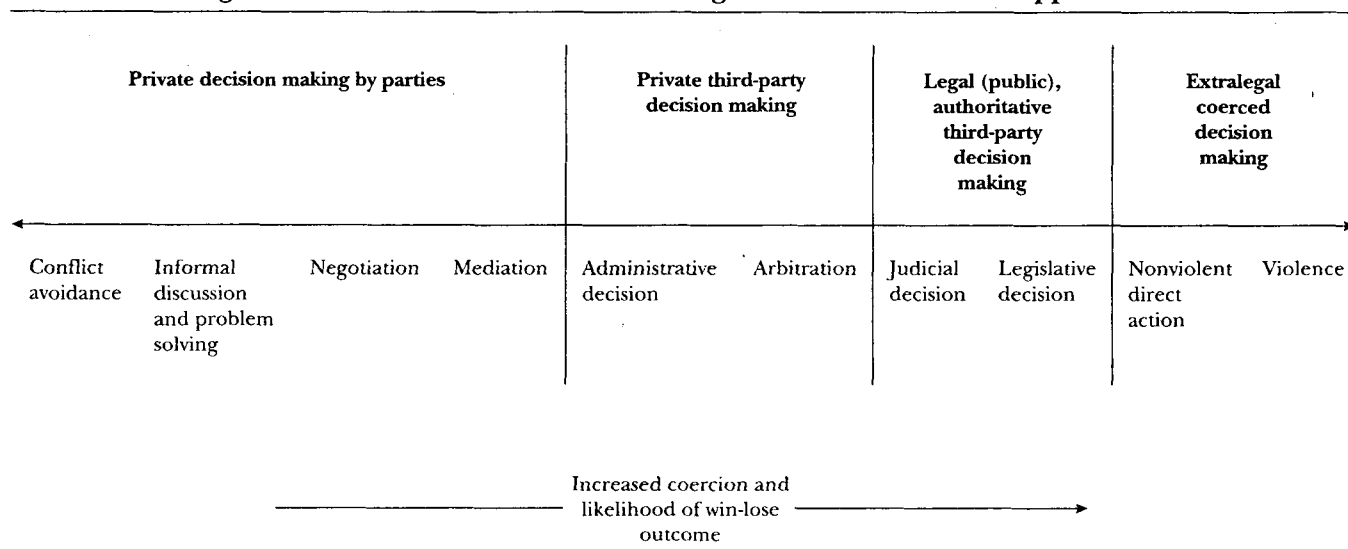 Private decision making by parties
Private third-party
decision making
Legal (public),
authoritative
third-party
decision
making
Extralegal
coerced
decision
making
Conflict
avoidance
Informal
discussion
and problem
solving
Negotiation
Mediation
Administrative
decision
Arbitration
Judicial
decision
Legislative
decision
Nonviolent
direct
action
Violence
Increased coercion and
likelihood of win-lose
outcome